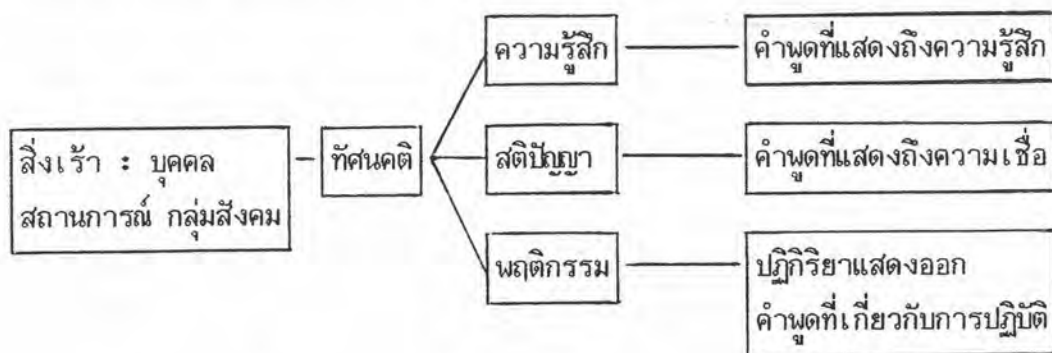 ความรู้สึก
คำพูดที่แสดงถึงความรู้สึก
สิ่งเร้า : บุคคล
สถานการณ์ กลุ่มสังคม
ทัศนคติ
สติปัญญา
คำพูดที่แสดงถึงความเชื่อ
พฤติกรรม
ปฏิกิริยาแสดงออก
คำพูดที่เกี่ยวกับการปฏิบัติ